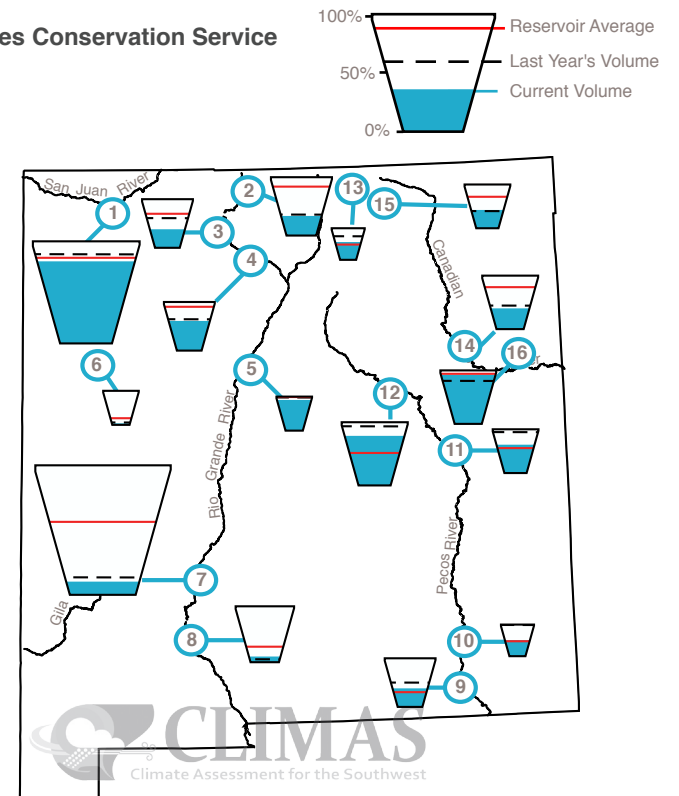 es Conservation Service
100%
50%
0%
Reservoir Average
Last Year's Volume
Current Volume
San Juan River
1
2
3
4
5
6
7
8
9
10
11
12
13
14
15
16
Canadian
er
Rio Grande River
Pecos River
Gila
CLIMAS
Climate Assessment for the Southwest